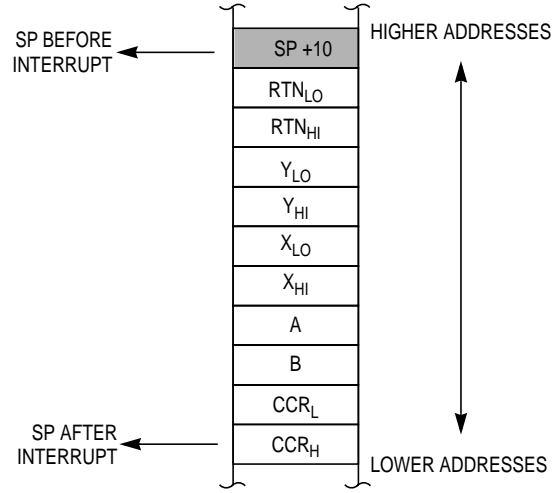 SP BEFORE
INTERRUPT
HIGHER ADDRESSES
SP +10
RTNLO
RTNHI
YLO
YHI
XLO
XHI
A
B
CCRL
CCRH
SP AFTER
INTERRUPT
LOWER ADDRESSES